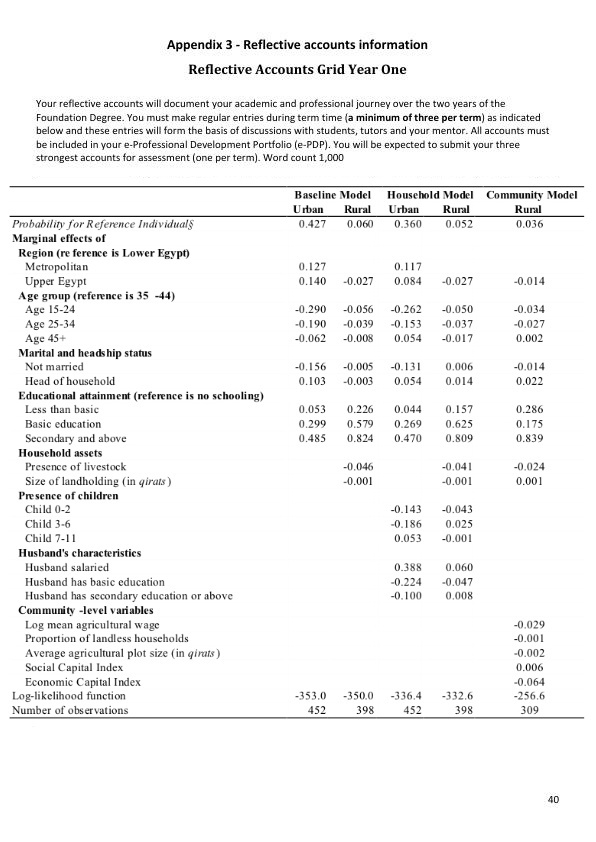 Appendix 3 - Reflective accounts information
Reflective Accounts Grid Year One
Your reflective accounts will document your academic and professional journey over the two years of the
Foundation Degree. You must make regular entries during term time (a minimum of three per term) as indicated
below and these entries will form the basis of discussions with students, tutors and your mentor. All accounts must
be included in your e-Professional Development Portfolio (e-PDP). You will be expected to submit your three
strongest accounts for assessment (one per term). Word count 1,000
Baseline Model Household Model Community Model
Urban Rural Urban Rural Rural
Probability for Reference Individual§ 0.427 0.060 0.360 0.052 0.036
Marginal effects of
Region (re ference is Lower Egypt)
Metropolitan 0.127 0.117
Upper Egypt 0.140 -0.027 0.084 -0.027 -0.014
Age group (reference is 35 -44)
Age 15-24 -0.290 -0.056 -0.262 -0.050 -0.034
Age 25-34 -0.190 -0.039 -0.153 -0.037 -0.027
Age 45+ -0.062 -0.008 0.054 -0.017 0.002
Marital and headship status
Not married -0.156 -0.005 -0.131 0.006 -0.014
Head of household 0.103 -0.003 0.054 0.014 0.022
Educational attainment (reference is no schooling)
Less than basic 0.053 0.226 0.044 0.157 0.286
Basic education 0.299 0.579 0.269 0.625 0.175
Secondary and above 0.485 0.824 0.470 0.809 0.839
Household assets
Presence of livestock -0.046 -0.041 -0.024
Size of landholding (in qirats) -0.001 -0.001 0.001
Presence of children
Child 0-2 -0.143 -0.043
Child 3-6 -0.186 0.025
Child 7-11 0.053 -0.001
Husband's characteristics
Husband salaried 0.388 0.060
Husband has basic education -0.224 -0.047
Husband has secondary education or above -0.100 0.008
Community -level variables
Log mean agricultural wage -0.029
Proportion of landless households -0.001
Average agricultural plot size (in qirats) -0.002
Social Capital Index 0.006
Economic Capital Index -0.064
Log-likelihood function -353.0 -350.0 -336.4 -332.6 -256.6
Number of observations 452 398 452 398 309
40